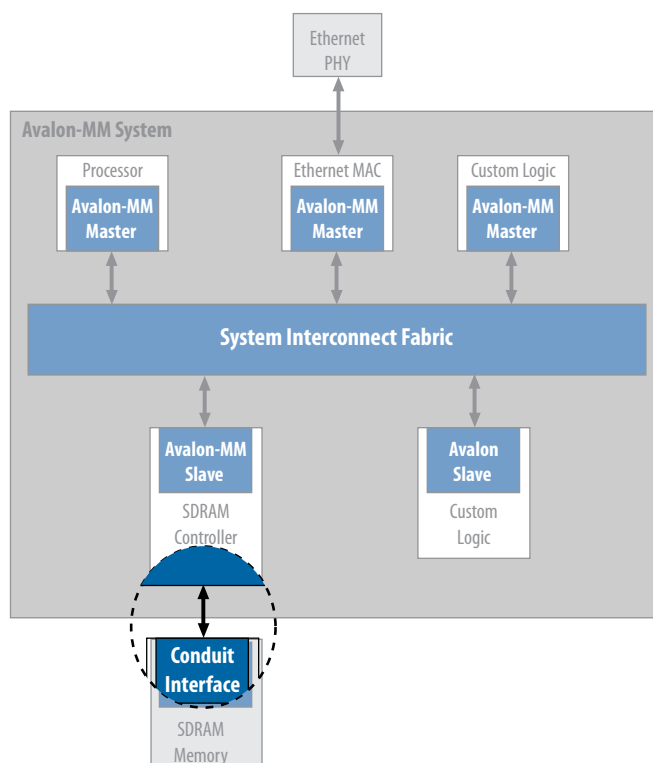 Ethernet
PHY
Avalon-MM System
Processor
Avalon-MM
Master
Ethernet MAC
Avalon-MM
Master
Custom Logic
Avalon-MM
Master
System Interconnect Fabric
Avalon-MM
Slave
SDRAM
Controller
Avalon
Slave
Custom
Logic
Conduit
Interface
SDRAM
Memory